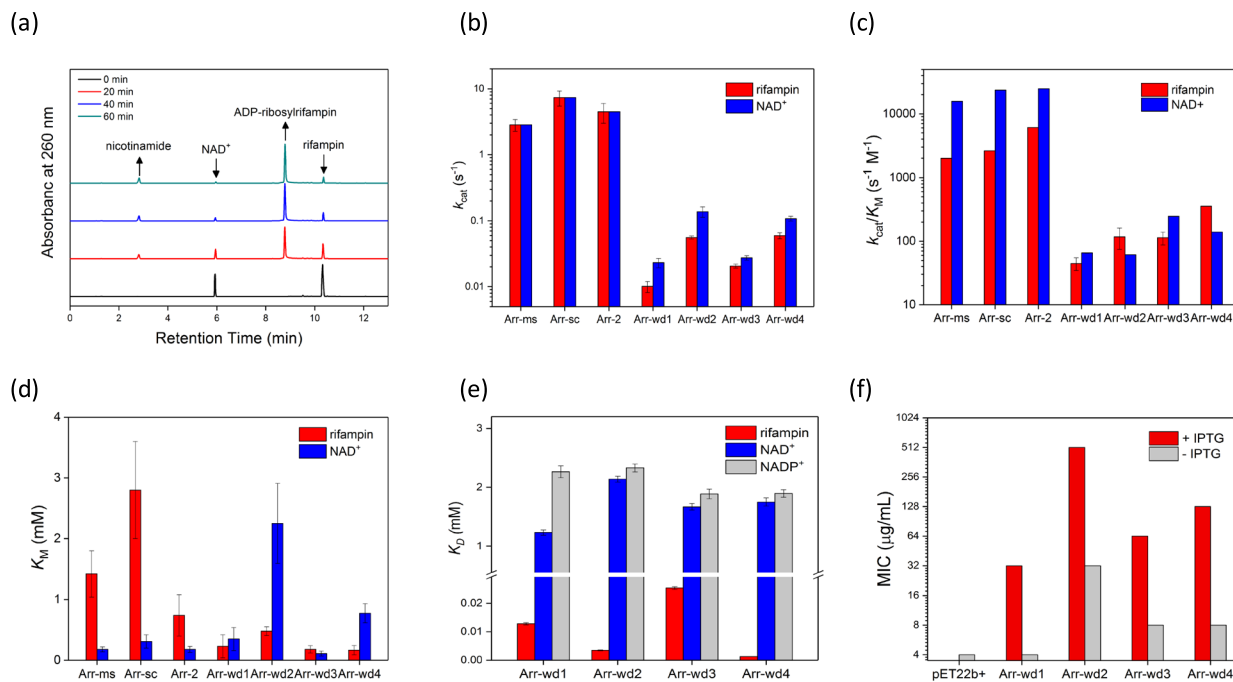 (a)
0 min
20 min
40 min
60 min
ADP-ribosylrifampin
nicotinamide
NAD⁺
rifampin
Absorbanc at 260 nm
0 2 4 6 8 10 12
Retention Time (min)
(b)
rifampin
NAD⁺
10
1
0.1
0.01
kcat (s⁻¹)
Arr-ms Arr-sc Arr-2 Arr-wd1 Arr-wd2 Arr-wd3 Arr-wd4
(c)
rifampin
NAD+
10000
1000
100
10
kcat/KM (s⁻¹ M⁻¹)
Arr-ms Arr-sc Arr-2 Arr-wd1 Arr-wd2 Arr-wd3 Arr-wd4
(d)
rifampin
NAD⁺
4
3
2
1
0
KM (mM)
Arr-ms Arr-sc Arr-2 Arr-wd1 Arr-wd2 Arr-wd3 Arr-wd4
(e)
rifampin
NAD⁺
NADP⁺
3
2
1
0.02
0.01
0.00
KD (mM)
Arr-wd1 Arr-wd2 Arr-wd3 Arr-wd4
(f)
+ IPTG
- IPTG
1024
512
256
128
64
32
16
8
4
MIC (μg/mL)
pET22b+ Arr-wd1 Arr-wd2 Arr-wd3 Arr-wd4